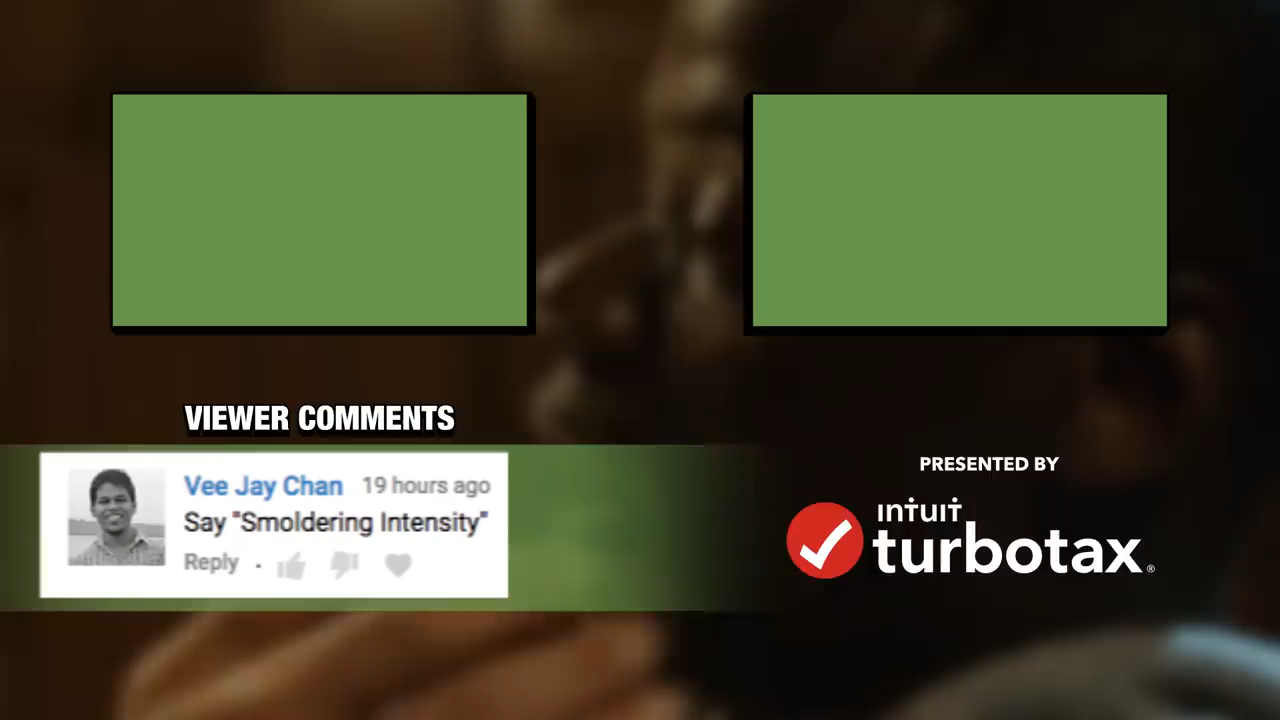 VIEWER COMMENTS
Vee Jay Chan 19 hours ago
Say "Smoldering Intensity"
Reply .
PRESENTED BY
intuit
turbotax®